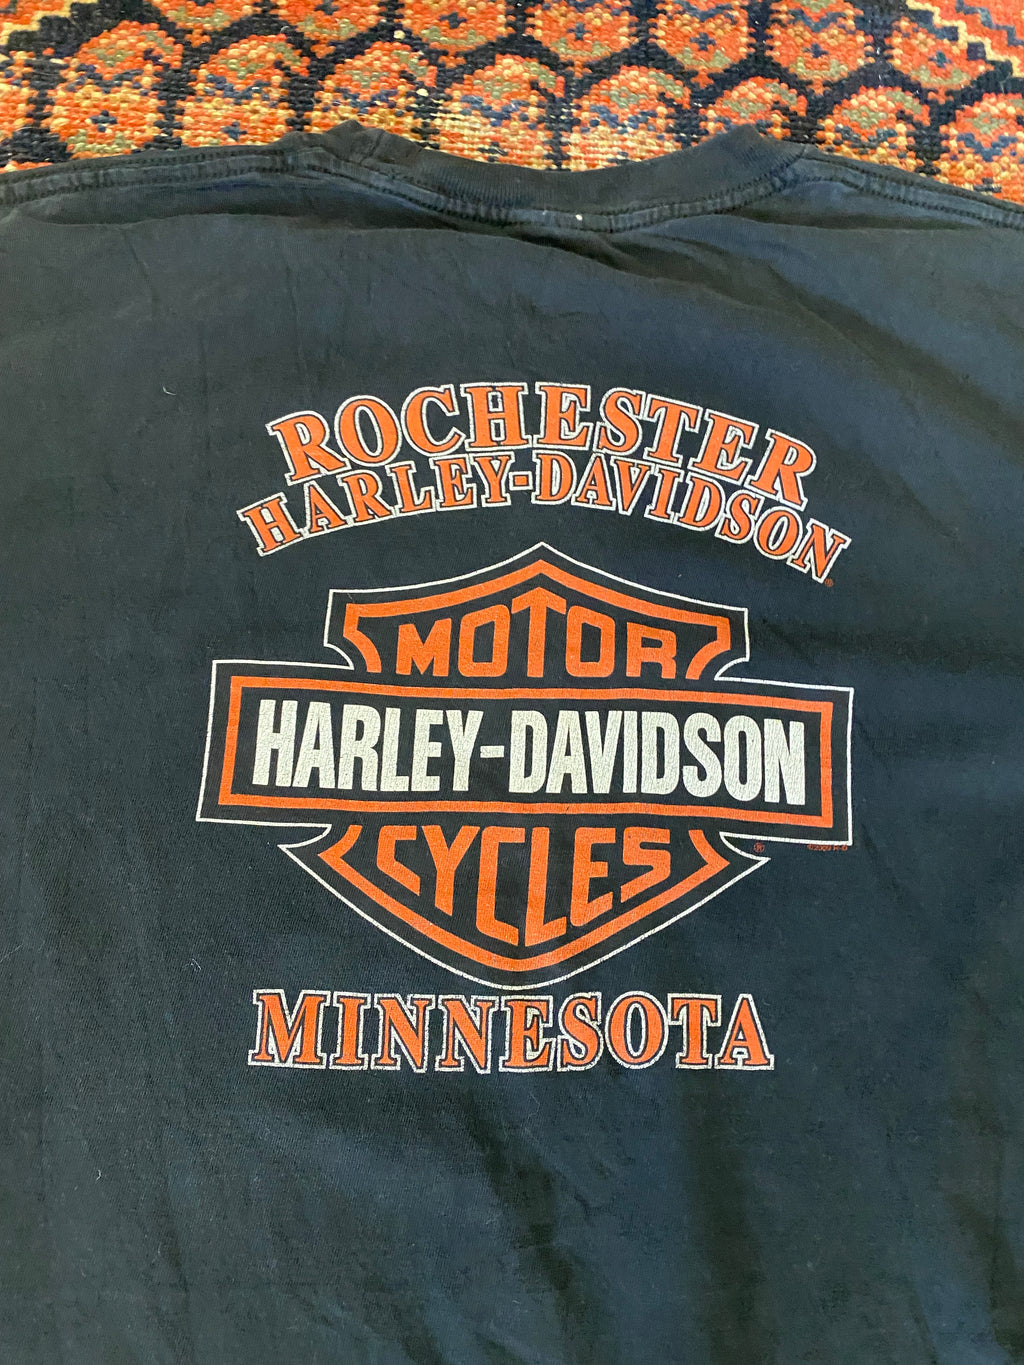 ROCHESTER
HARLEY-DAVIDSON®
MOTOR
HARLEY-DAVIDSON
CYCLES
®
MINNESOTA